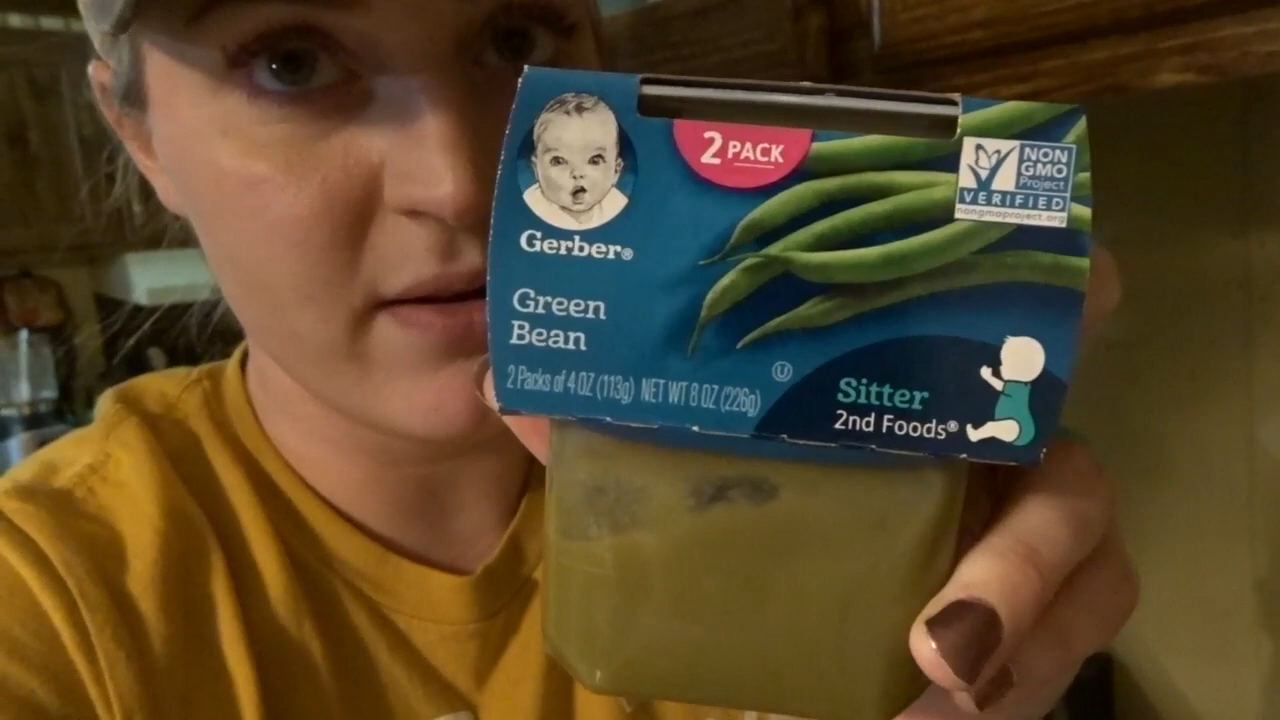 2 PACK
NON
GMO
Project
VERIFIED
nongmoproject.org
Gerber®
Green
Bean
2 Packs of 4 OZ (113g) NET WT 8 OZ (226g)
U
Sitter
2nd Foods®